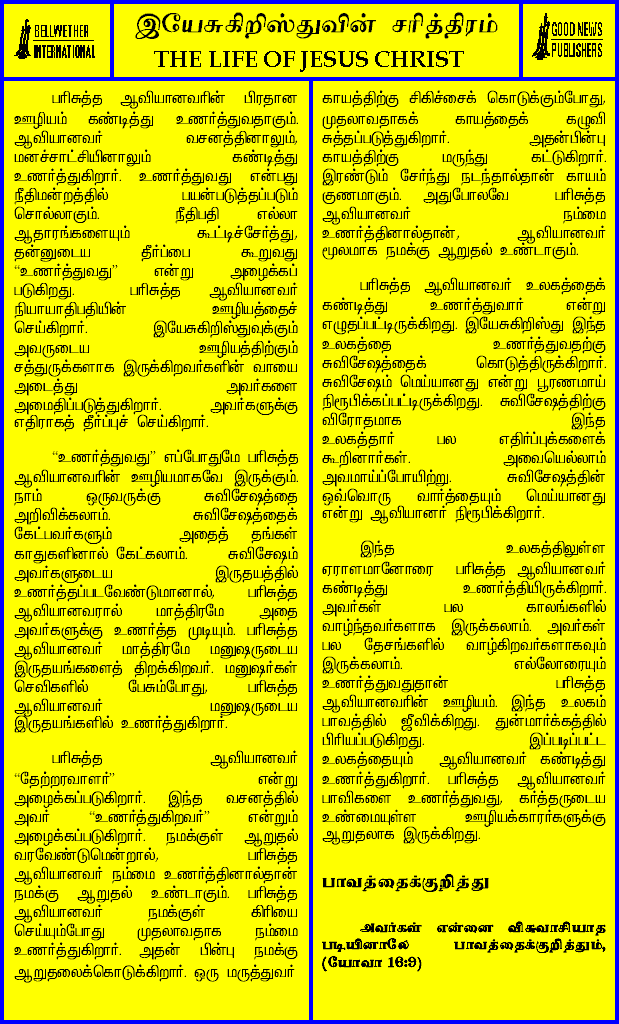 BELLWETHER
INTERNATIONAL
இயேசுகிறிஸ்துவின் சரித்திரம்
THE LIFE OF JESUS CHRIST
GOOD NEWS
PUBLISHERS
பரிசுத்த ஆவியானவரின் பிரதான
ஊழியம் கண்டித்து உணர்த்துவதாகும்.
ஆவியானவர் வசனத்தினாலும்,
மனச்சாட்சியினாலும் கண்டித்து
உணர்த்துகிறார். உணர்த்துவது என்பது
நீதிமன்றத்தில் பயன்படுத்தப்படும்
சொல்லாகும். நீதிபதி எல்லா
ஆதாரங்களையும் கூட்டிச்சேர்த்து,
தன்னுடைய தீர்ப்பை கூறுவது
“உணர்த்துவது” என்று அழைக்கப்
படுகிறது. பரிசுத்த ஆவியானவர்
நியாயாதிபதியின் ஊழியத்தைச்
செய்கிறார். இயேசுகிறிஸ்துவுக்கும்
அவருடைய ஊழியத்திற்கும்
சத்துருக்களாக இருக்கிறவர்களின் வாயை
அடைத்து அவர்களை
அமைதிப்படுத்துகிறார். அவர்களுக்கு
எதிராகத் தீர்ப்புச் செய்கிறார்.
“உணர்த்துவது” எப்போதுமே பரிசுத்த
ஆவியானவரின் ஊழியமாகவே இருக்கும்.
நாம் ஒருவருக்கு சுவிசேஷத்தை
அறிவிக்கலாம். சுவிசேஷத்தைக்
கேட்பவர்களும் அதைத் தங்கள்
காதுகளினால் கேட்கலாம். சுவிசேஷம்
அவர்களுடைய இருதயத்தில்
உணர்த்தப்படவேண்டுமானால், பரிசுத்த
ஆவியானவரால் மாத்திரமே அதை
அவர்களுக்கு உணர்த்த முடியும். பரிசுத்த
ஆவியானவர் மாத்திரமே மனுஷருடைய
இருதயங்களைத் திறக்கிறவர். மனுஷர்கள்
செவிகளில் பேசும்போது, பரிசுத்த
ஆவியானவர் மனுஷருடைய
இருதயங்களில் உணர்த்துகிறார்.
பரிசுத்த ஆவியானவர்
“தேற்றரவாளர்” என்று
அழைக்கப்படுகிறார். இந்த வசனத்தில்
அவர் “உணர்த்துகிறவர்” என்றும்
அழைக்கப்படுகிறார். நமக்குள் ஆறுதல்
வரவேண்டுமென்றால், பரிசுத்த
ஆவியானவர் நம்மை உணர்த்தினால்தான்
நமக்கு ஆறுதல் உண்டாகும். பரிசுத்த
ஆவியானவர் நமக்குள் கிரியை
செய்யும்போது முதலாவதாக நம்மை
உணர்த்துகிறார். அதன் பின்பு நமக்கு
ஆறுதலைக்கொடுக்கிறார். ஒரு மருத்துவர்
காயத்திற்கு சிகிச்சைக் கொடுக்கும்போது,
முதலாவதாகக் காயத்தைக் கழுவி
சுத்தப்படுத்துகிறார். அதன்பின்பு
காயத்திற்கு மருந்து கட்டுகிறார்.
இரண்டும் சேர்ந்து நடந்தால்தான் காயம்
குணமாகும். அதுபோலவே பரிசுத்த
ஆவியானவர் நம்மை
உணர்த்தினால்தான், ஆவியானவர்
மூலமாக நமக்கு ஆறுதல் உண்டாகும்.
பரிசுத்த ஆவியானவர் உலகத்தைக்
கண்டித்து உணர்த்துவார் என்று
எழுதப்பட்டிருக்கிறது. இயேசுகிறிஸ்து இந்த
உலகத்தை உணர்த்துவதற்கு
சுவிசேஷத்தைக் கொடுத்திருக்கிறார்.
சுவிசேஷம் மெய்யானது என்று பூரணமாய்
நிரூபிக்கப்பட்டிருக்கிறது. சுவிசேஷத்திற்கு
விரோதமாக இந்த
உலகத்தார் பல எதிர்ப்புக்களைக்
கூறினார்கள். அவையெல்லாம்
அவமாய்ப்போயிற்று. சுவிசேஷத்தின்
ஒவ்வொரு வார்த்தையும் மெய்யானது
என்று ஆவியானர் நிரூபிக்கிறார்.
இந்த உலகத்திலுள்ள
ஏராளமானோரை பரிசுத்த ஆவியானவர்
கண்டித்து உணர்த்தியிருக்கிறார்.
அவர்கள் பல காலங்களில்
வாழ்ந்தவர்களாக இருக்கலாம். அவர்கள்
பல தேசங்களில் வாழ்கிறவர்களாகவும்
இருக்கலாம். எல்லோரையும்
உணர்த்துவதுதான் பரிசுத்த
ஆவியானவரின் ஊழியம். இந்த உலகம்
பாவத்தில் ஜீவிக்கிறது. துன்மார்க்கத்தில்
பிரியப்படுகிறது. இப்படிப்பட்ட
உலகத்தையும் ஆவியானவர் கண்டித்து
உணர்த்துகிறார். பரிசுத்த ஆவியானவர்
பாவிகளை உணர்த்துவது, கர்த்தருடைய
உண்மையுள்ள ஊழியக்காரர்களுக்கு
ஆறுதலாக இருக்கிறது.
பாவத்தைக்குறித்து
அவர்கள் என்னை விசுவாசியாத
படியினாலே பாவத்தைக்குறித்தும்,
(யோவா 16:9)